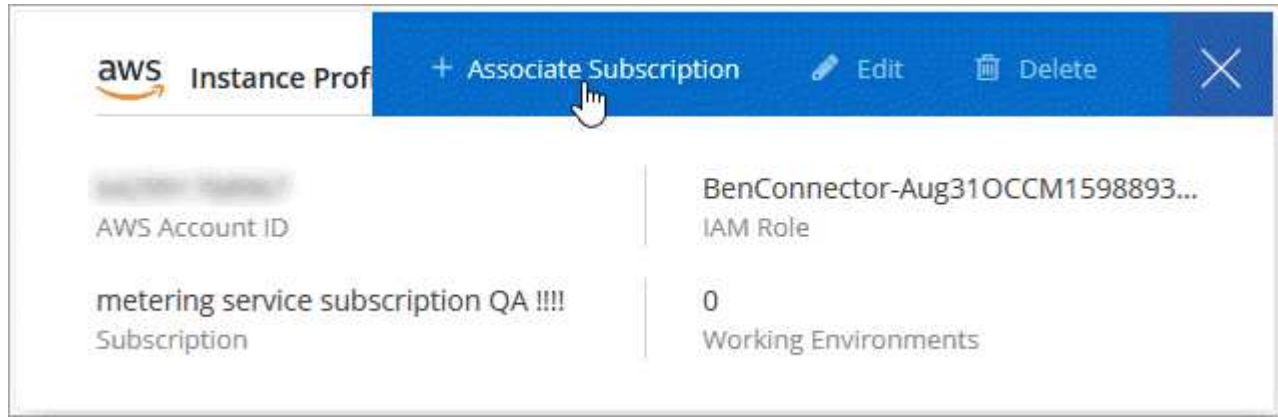 aws Instance Prof + Associate Subscription Edit Delete
AWS Account ID
BenConnector-Aug31OCCM1598893...
IAM Role
metering service subscription QA !!!!
Subscription
0
Working Environments